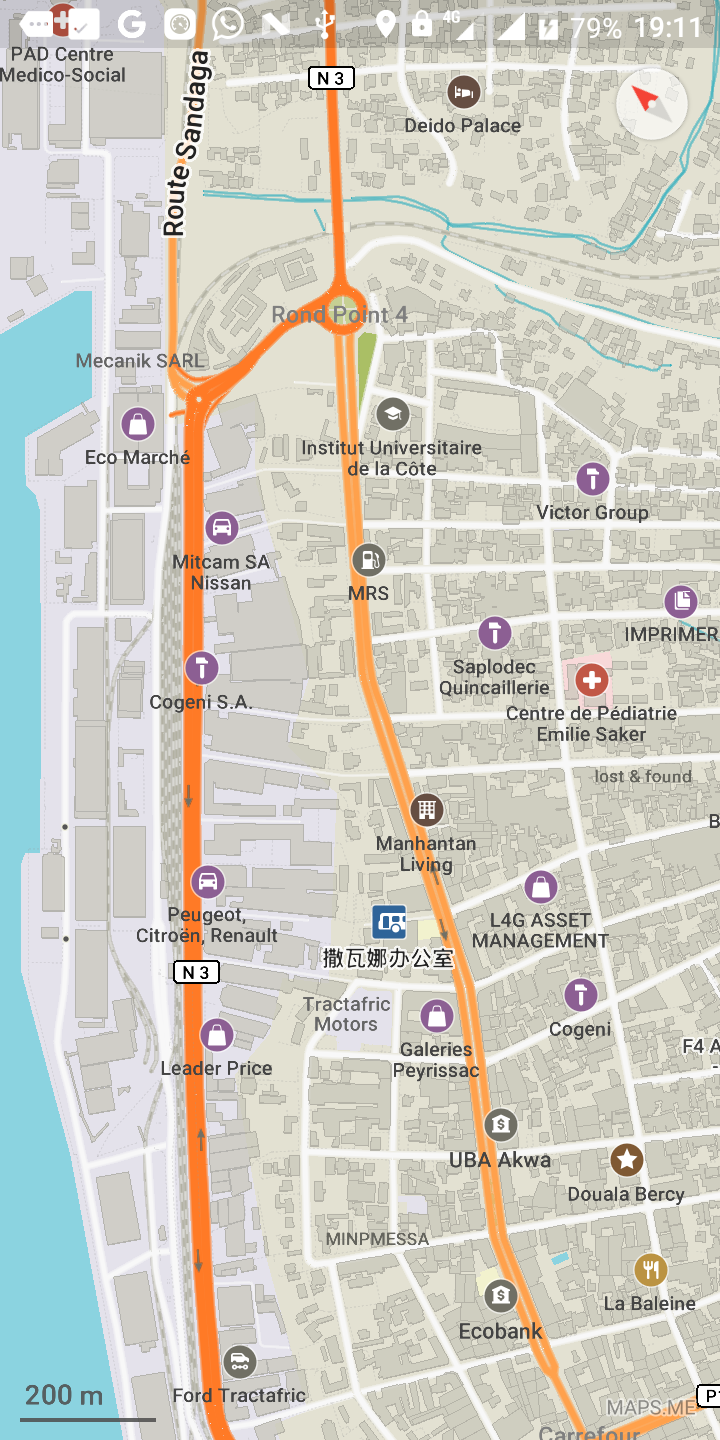 4G
79% 19:11
PAD Centre
Medico-Social
N 3
Deido Palace
Route Sandaga
Rond Point 4
Mecanik SARL
Eco Marché
Institut Universitaire
de la Côte
Victor Group
Mitcam SA
Nissan
MRS
IMPRIMER
Saplodec
Quincaillerie
Cogeni S.A.
Centre de Pédiatrie
Emilie Saker
lost & found
B
Manhantan
Living
Peugeot,
Citroën, Renault
L4G ASSET
MANAGEMENT
撒瓦娜办公室
N 3
Tractafric
Motors
Cogeni
Galeries
Peyrissac
F4 A
Leader Price
UBA Akwa
Douala Bercy
MINPMESSA
La Baleine
Ecobank
Ford Tractafric
200 m
MAPS.ME
P1
Carrefour